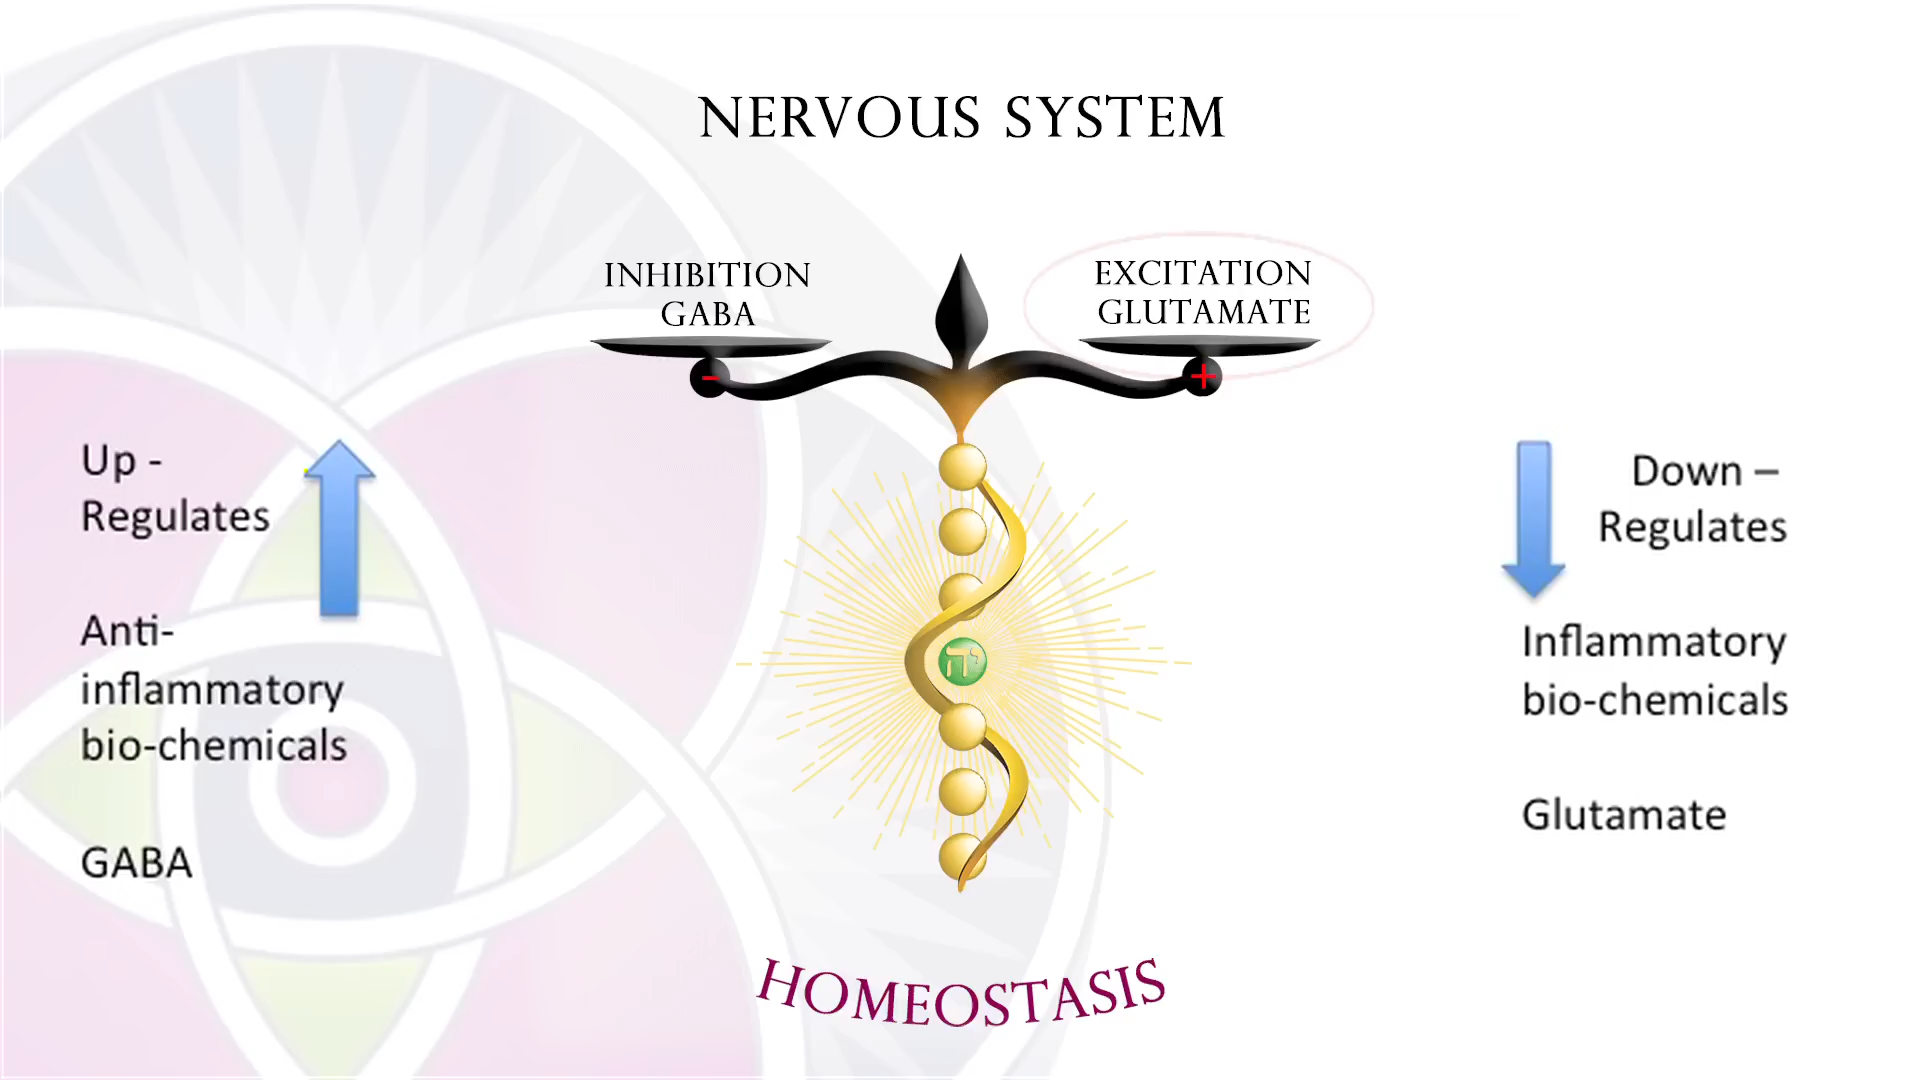 NERVOUS SYSTEM
INHIBITION
GABA
EXCITATION
GLUTAMATE
-
+
Up -
Regulates
Anti-
inflammatory
bio-chemicals
GABA
Down –
Regulates
Inflammatory
bio-chemicals
Glutamate
יה
HOMEOSTASIS